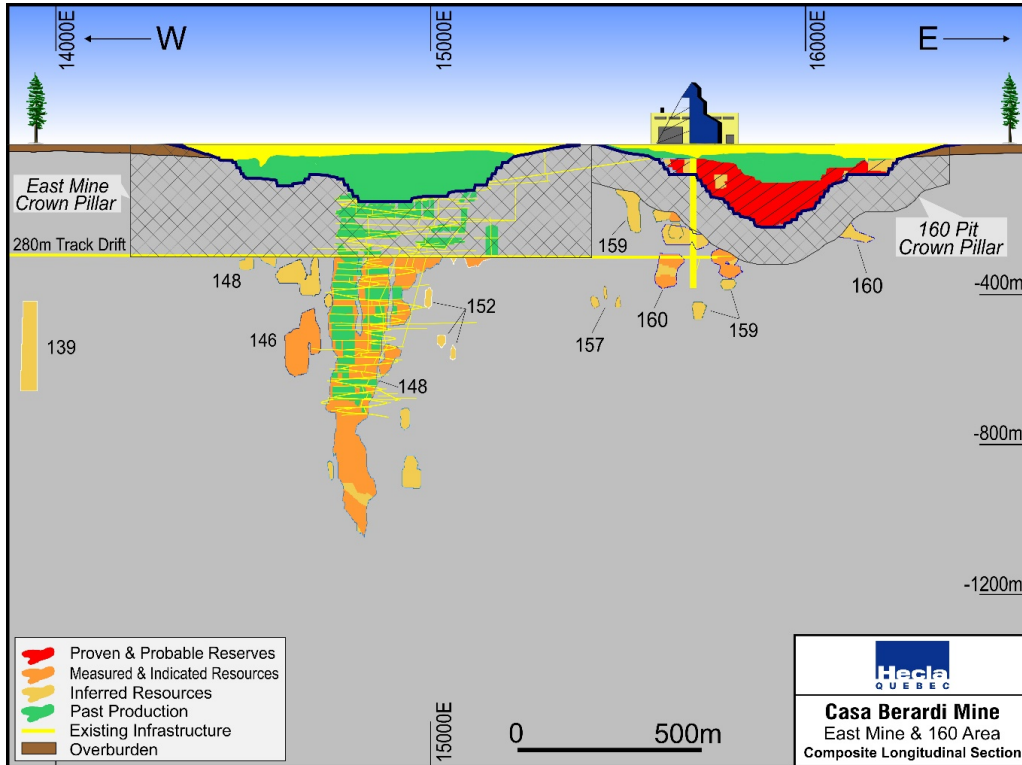 14000E
15000E
16000E
W
E
East Mine
Crown Pillar
280m Track Drift
159
160 Pit
Crown Pillar
160
148
152
160
159
157
-400m
139
146
148
-800m
-1200m
Proven & Probable Reserves
Measured & Indicated Resources
Inferred Resources
Past Production
Existing Infrastructure
Overburden
15000E
0
500m
Hecla
QUEBEC
Casa Berardi Mine
East Mine & 160 Area
Composite Longitudinal Section